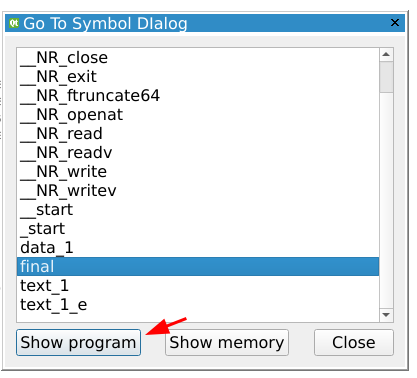 Qt Go To Symbol DIalog
__NR_close
__NR_exit
__NR_ftruncate64
__NR_openat
__NR_read
__NR_readv
__NR_write
__NR_writev
__start
_start
data_1
final
text_1
text_1_e
Show program Show memory Close